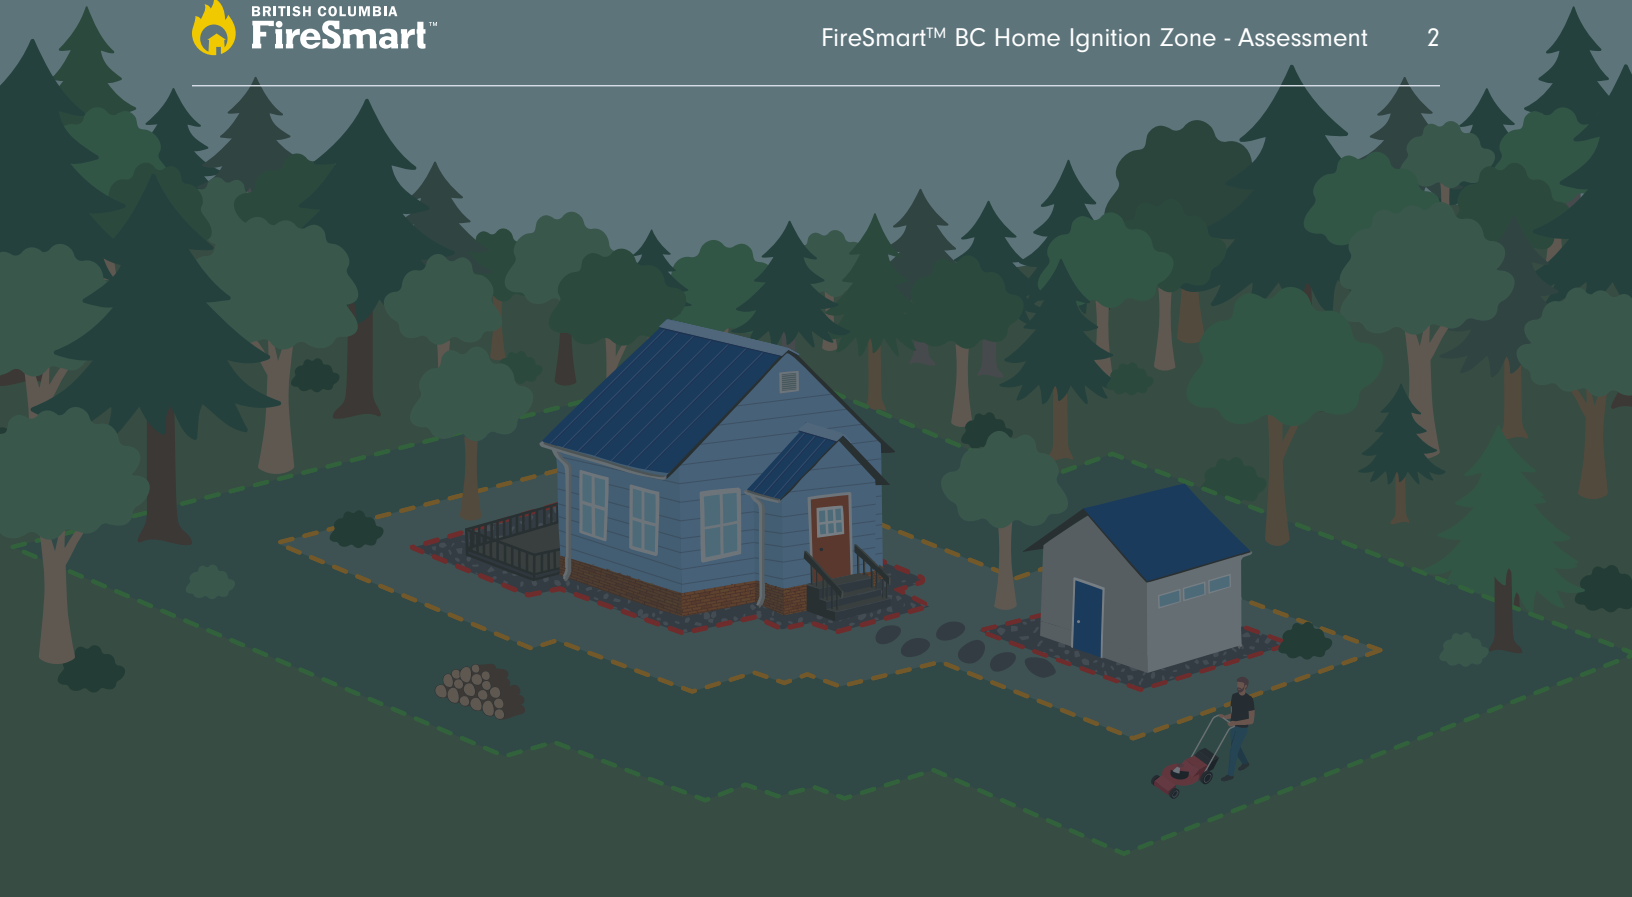 BRITISH COLUMBIA
FireSmart™
FireSmart™ BC Home Ignition Zone - Assessment 2